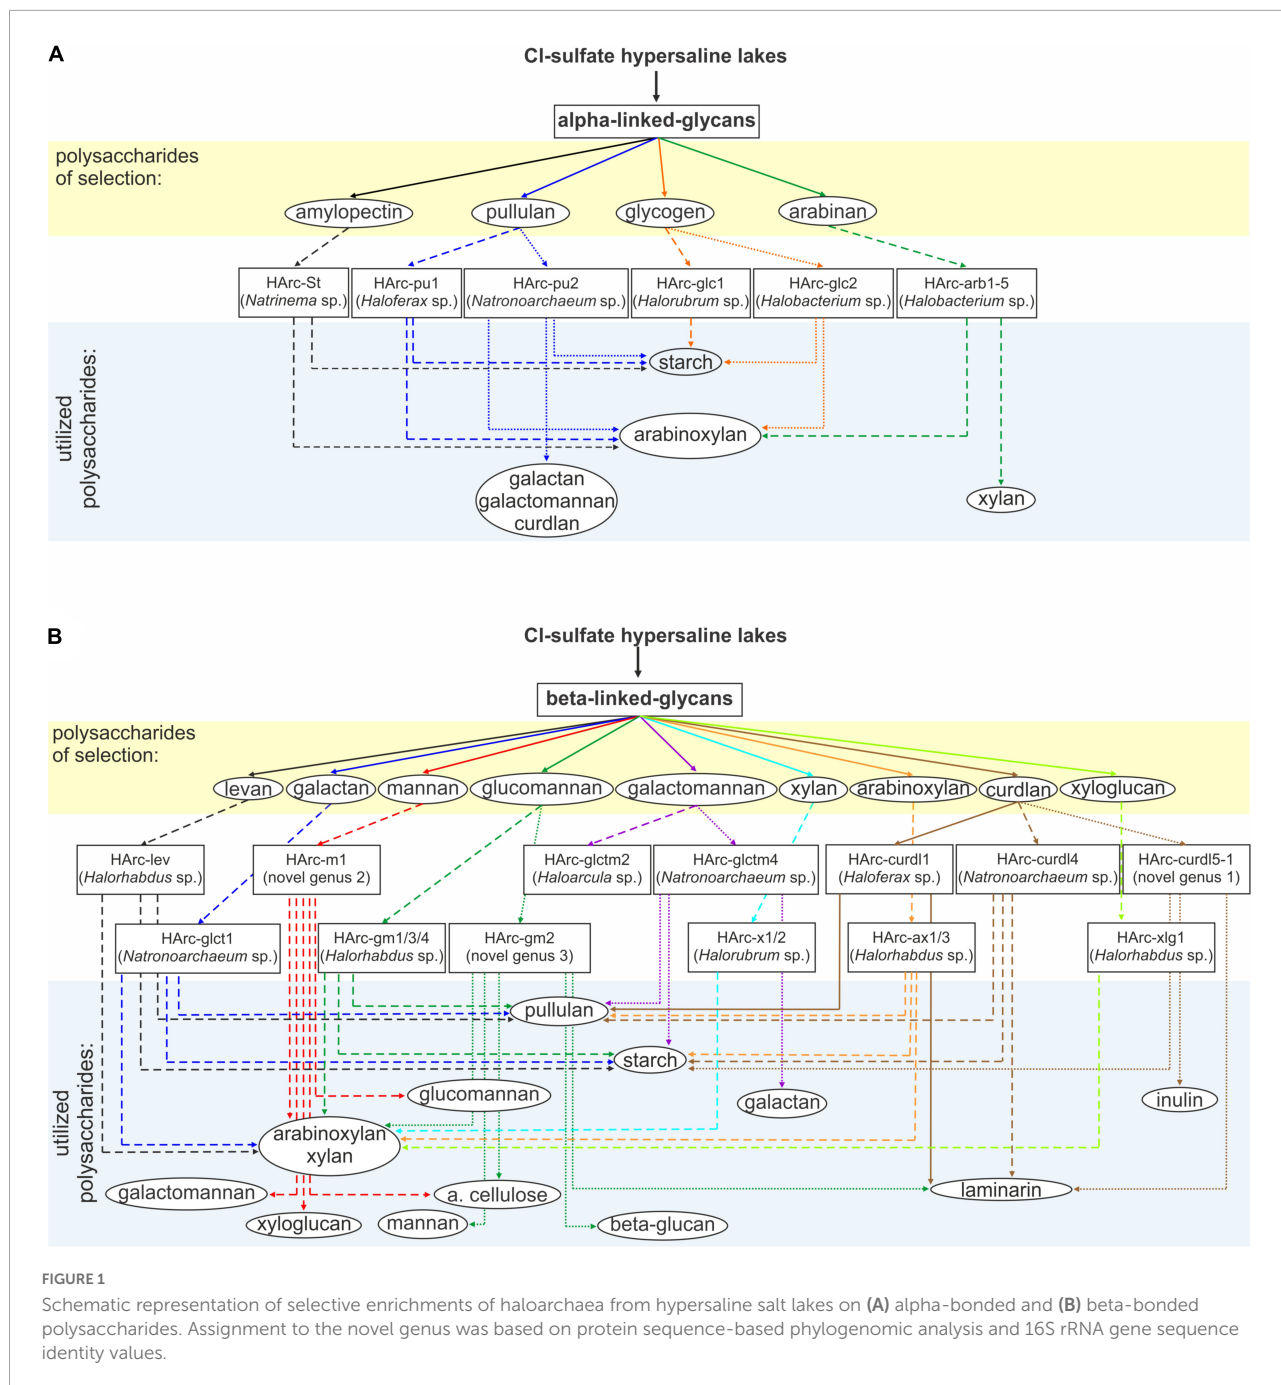 A
Cl-sulfate hypersaline lakes
alpha-linked-glycans
polysaccharides
of selection:
amylopectin
pullulan
glycogen
arabinan
HArc-St
(Natrinema sp.)
HArc-pu1
(Haloferax sp.)
HArc-pu2
(Natronoarchaeum sp.)
HArc-glc1
(Halorubrum sp.)
HArc-glc2
(Halobacterium sp.)
HArc-arb1-5
(Halobacterium sp.)
utilized
polysaccharides:
starch
arabinoxylan
galactan
galactomannan
curdlan
xylan
B
Cl-sulfate hypersaline lakes
beta-linked-glycans
polysaccharides
of selection:
levan
galactan
mannan
glucomannan
galactomannan
xylan
arabinoxylan
curdlan
xyloglucan
HArc-lev
(Halorhabdus sp.)
HArc-m1
(novel genus 2)
HArc-glctm2
(Haloarcula sp.)
HArc-glctm4
(Natronoarchaeum sp.)
HArc-curdl1
(Haloferax sp.)
HArc-curdl4
(Natronoarchaeum sp.)
HArc-curdl5-1
(novel genus 1)
HArc-glct1
(Natronoarchaeum sp.)
HArc-gm1/3/4
(Halorhabdus sp.)
HArc-gm2
(novel genus 3)
HArc-x1/2
(Halorubrum sp.)
HArc-ax1/3
(Halorhabdus sp.)
HArc-xlg1
(Halorhabdus sp.)
utilized
polysaccharides:
pullulan
starch
glucomannan
galactan
inulin
arabinoxylan
xylan
galactomannan
a. cellulose
laminarin
xyloglucan
mannan
beta-glucan
FIGURE 1
Schematic representation of selective enrichments of haloarchaea from hypersaline salt lakes on (A) alpha-bonded and (B) beta-bonded
polysaccharides. Assignment to the novel genus was based on protein sequence-based phylogenomic analysis and 16S rRNA gene sequence
identity values.